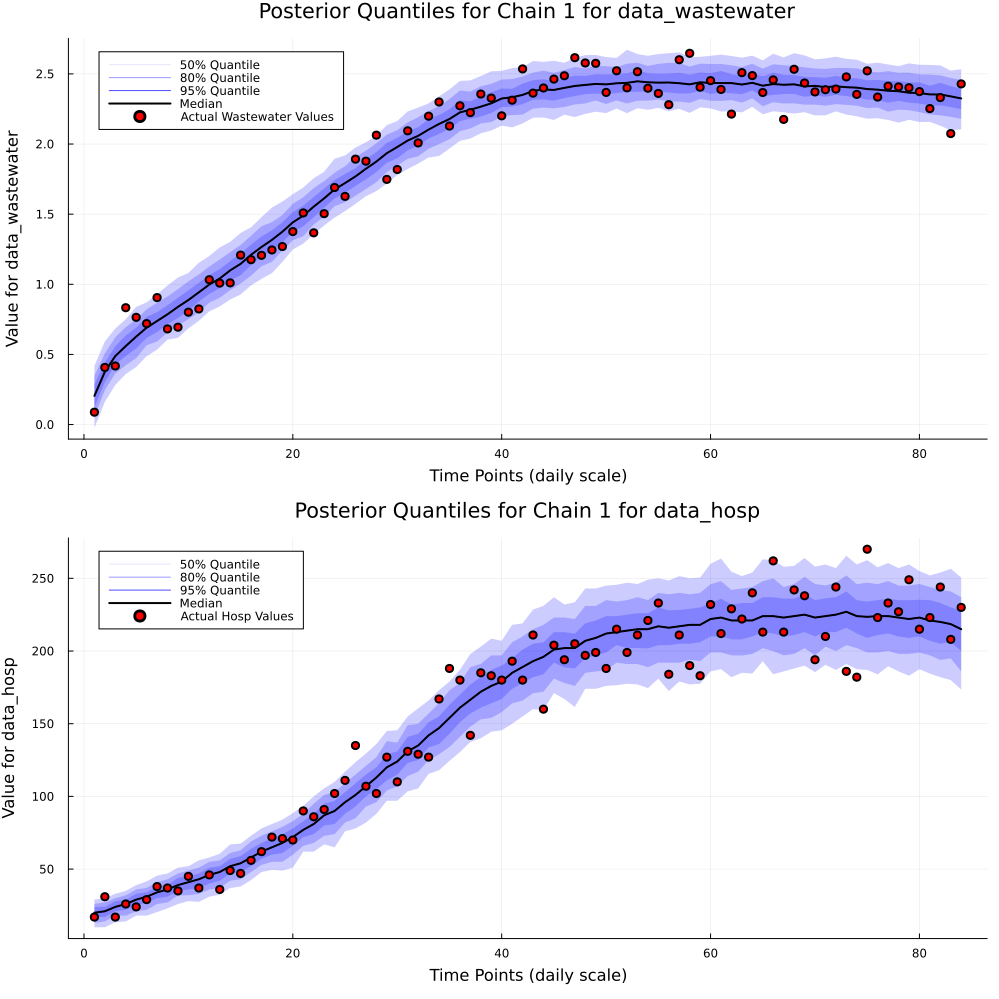 Posterior Quantiles for Chain 1 for data_wastewater
50% Quantile
80% Quantile
95% Quantile
Median
Actual Wastewater Values
Value for data_wastewater
2.5
2.0
1.5
1.0
0.5
0.0
0 20 40 60 80
Time Points (daily scale)
Posterior Quantiles for Chain 1 for data_hosp
50% Quantile
80% Quantile
95% Quantile
Median
Actual Hosp Values
Value for data_hosp
250
200
150
100
50
0 20 40 60 80
Time Points (daily scale)